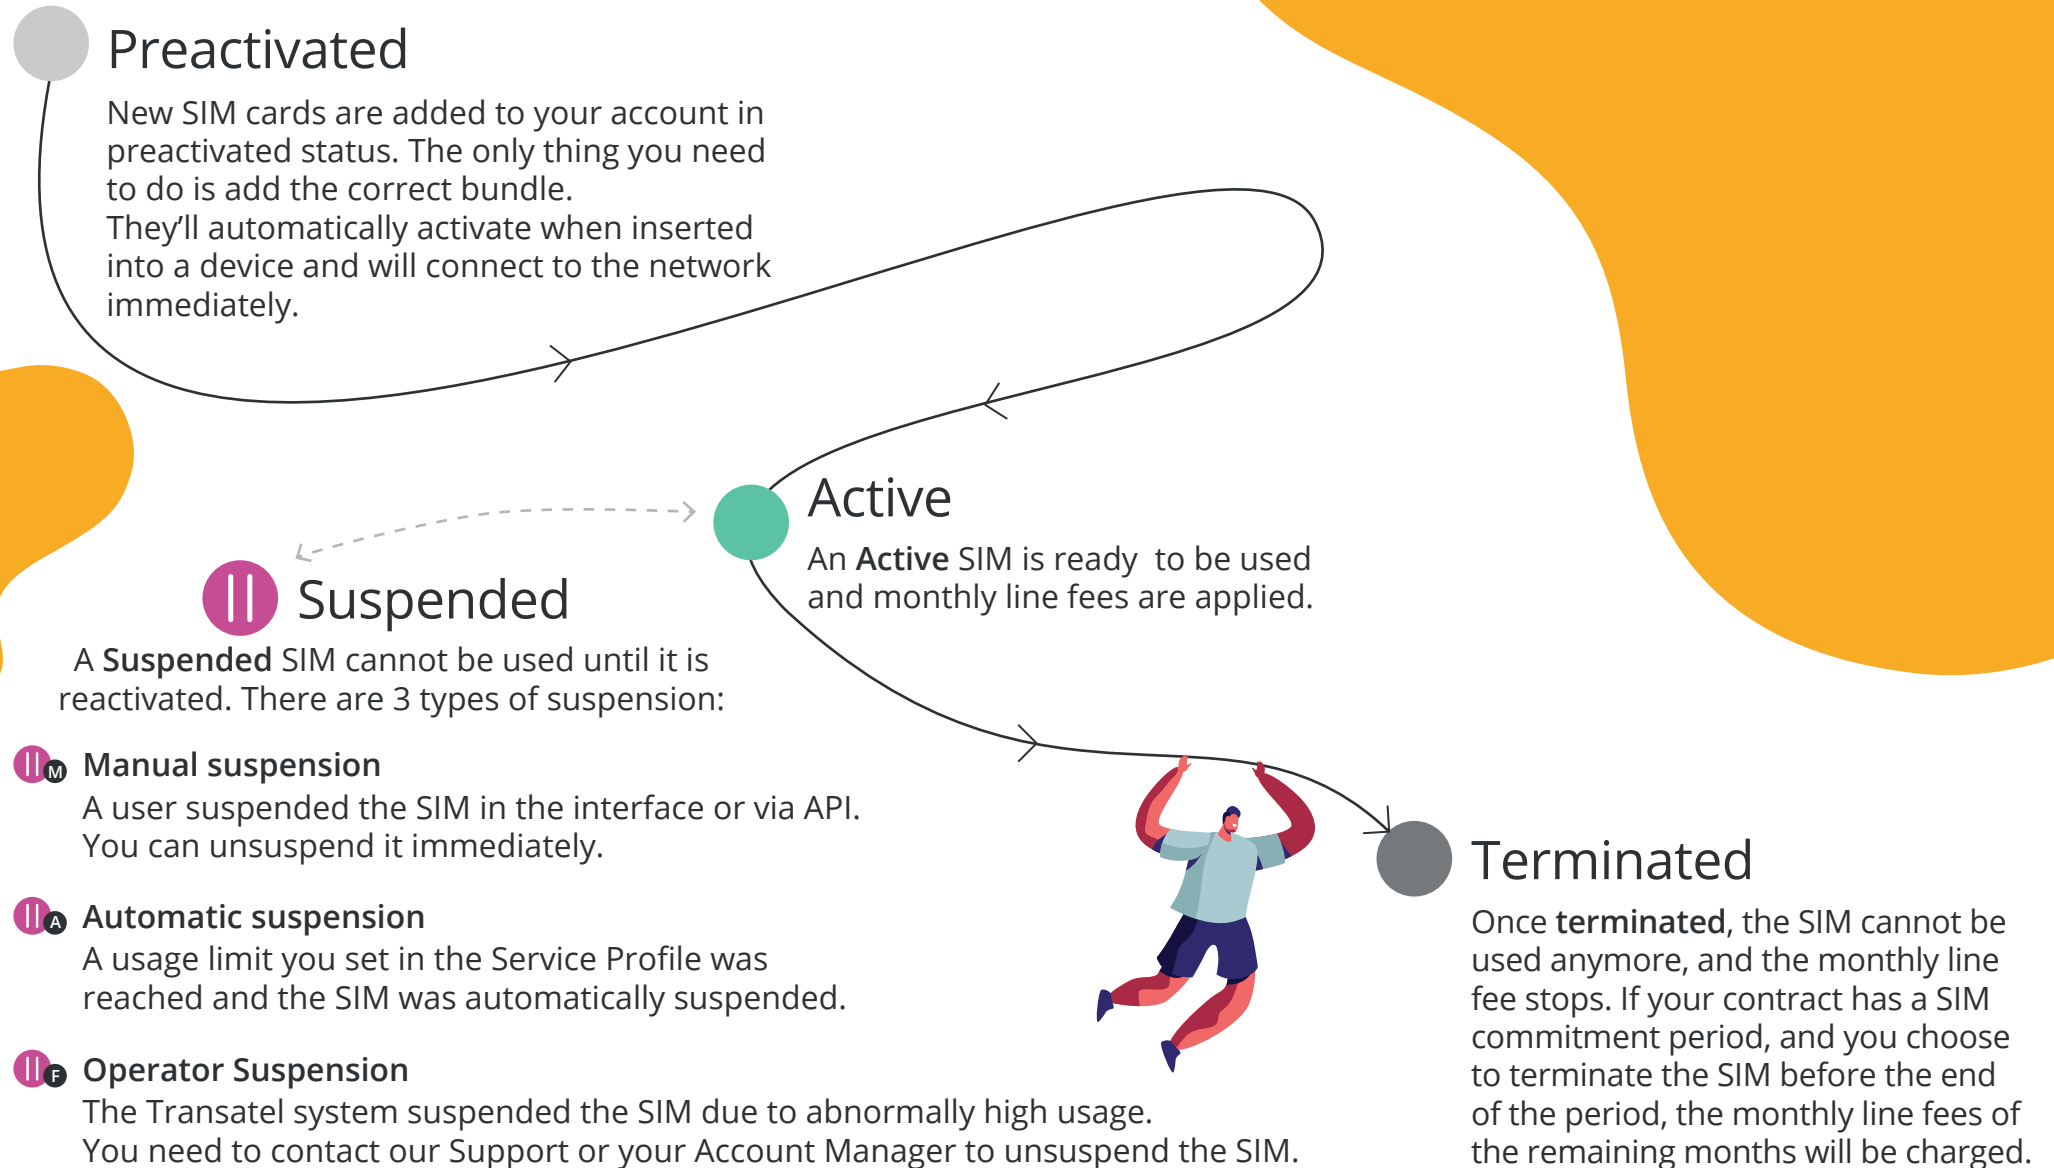 Preactivated
New SIM cards are added to your account in
preactivated status. The only thing you need
to do is add the correct bundle.
They’ll automatically activate when inserted
into a device and will connect to the network
immediately.
Active
An Active SIM is ready  to be used
and monthly line fees are applied.
Suspended
A Suspended SIM cannot be used until it is
reactivated. There are 3 types of suspension:
M
Manual suspension
A user suspended the SIM in the interface or via API.
You can unsuspend it immediately.
A
Automatic suspension
A usage limit you set in the Service Profile was
reached and the SIM was automatically suspended.
F
Operator Suspension
The Transatel system suspended the SIM due to abnormally high usage.
You need to contact our Support or your Account Manager to unsuspend the SIM.
Terminated
Once terminated, the SIM cannot be
used anymore, and the monthly line
fee stops. If your contract has a SIM
commitment period, and you choose
to terminate the SIM before the end
of the period, the monthly line fees of
the remaining months will be charged.